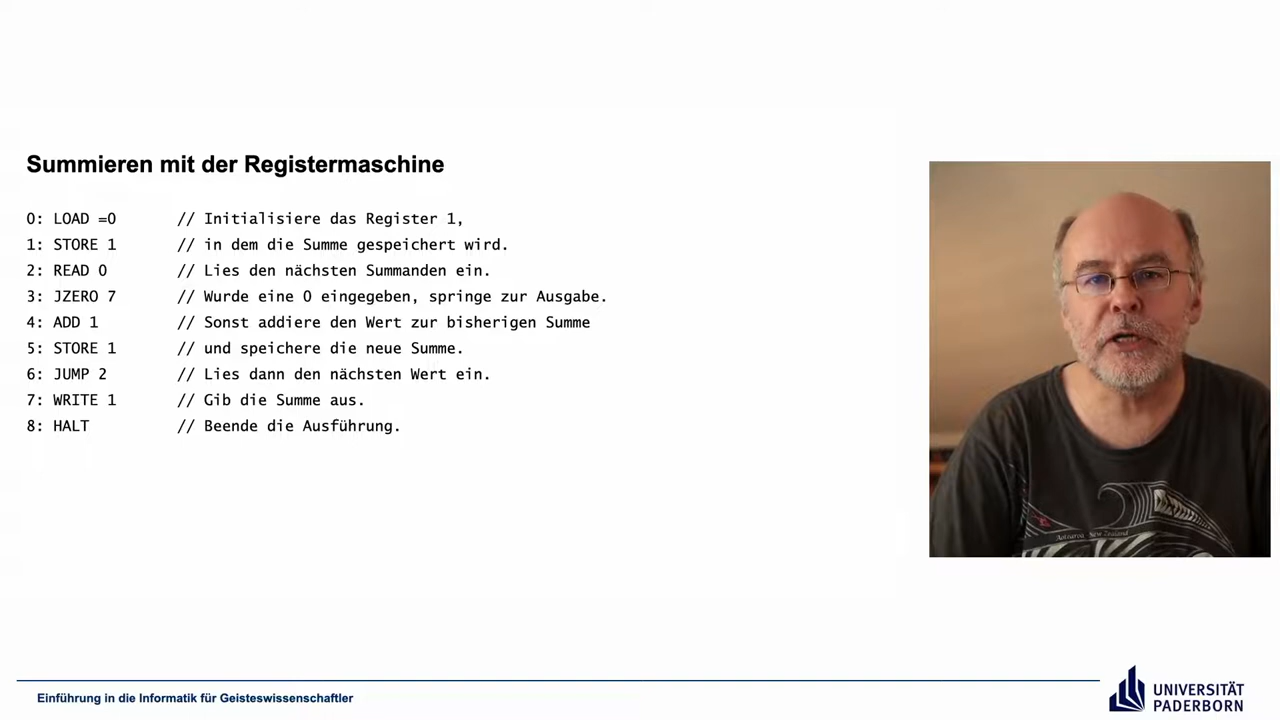 Summieren mit der Registermaschine
0: LOAD =0 // Initialisiere das Register 1,
1: STORE 1 // in dem die Summe gespeichert wird.
2: READ 0 // Lies den nächsten Summanden ein.
3: JZERO 7 // Wurde eine 0 eingegeben, springe zur Ausgabe.
4: ADD 1 // Sonst addiere den Wert zur bisherigen Summe
5: STORE 1 // und speichere die neue Summe.
6: JUMP 2 // Lies dann den nächsten Wert ein.
7: WRITE 1 // Gib die Summe aus.
8: HALT // Beende die Ausführung.
Aotearoa - New Zealand
Einführung in die Informatik für Geisteswissenschaftler
UNIVERSITÄT
PADERBORN